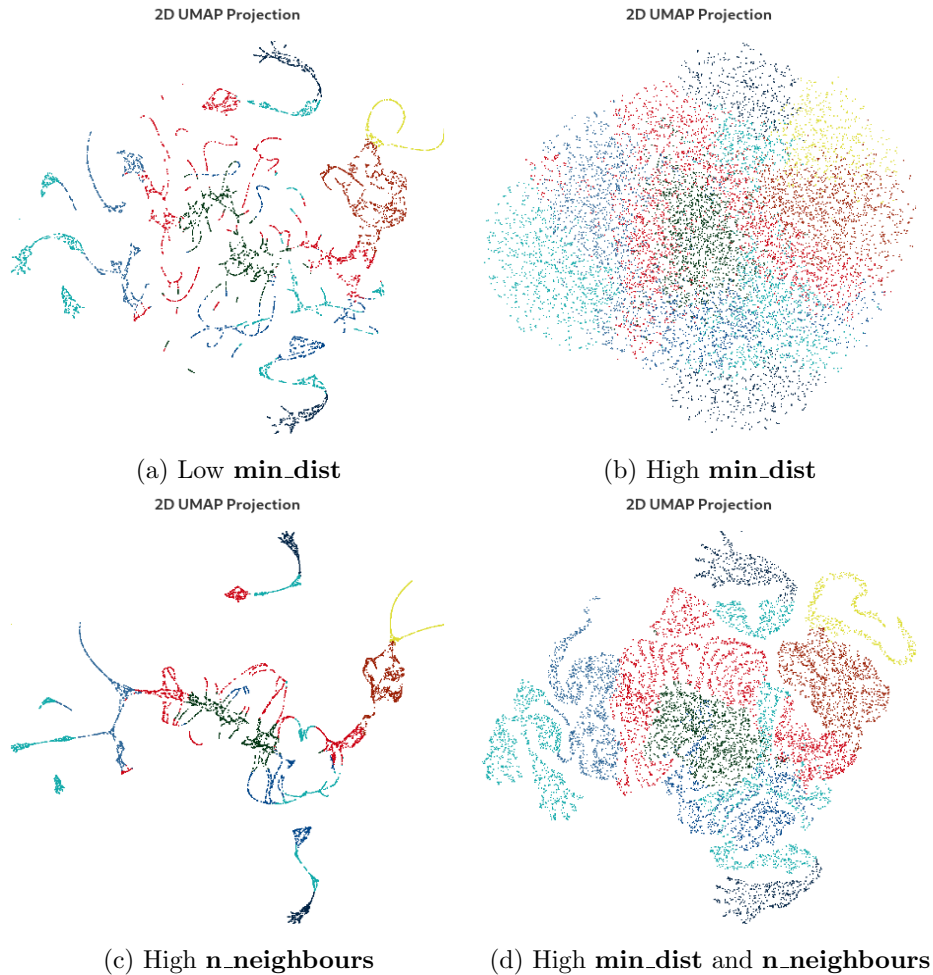 2D UMAP Projection
2D UMAP Projection
(a) Low min_dist
(b) High min_dist
2D UMAP Projection
2D UMAP Projection
(c) High n_neighbours
(d) High min_dist and n_neighbours